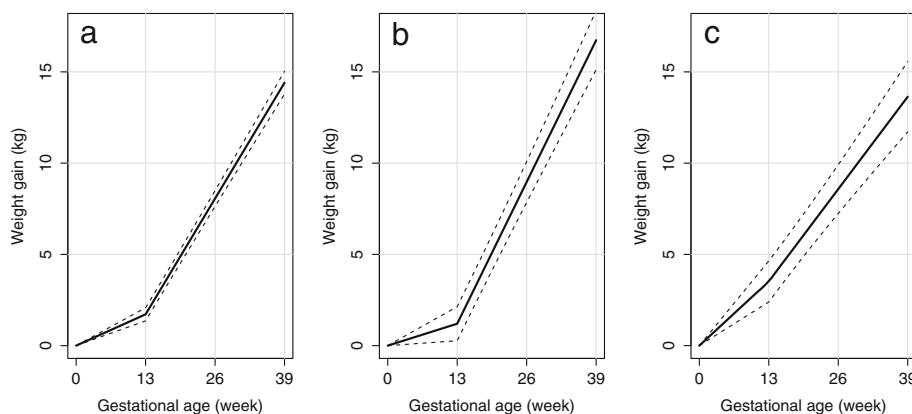 a
Weight gain (kg)
15
10
5
0
0 13 26 39
Gestational age (week)
b
Weight gain (kg)
15
10
5
0
0 13 26 39
Gestational age (week)
c
Weight gain (kg)
15
10
5
0
0 13 26 39
Gestational age (week)